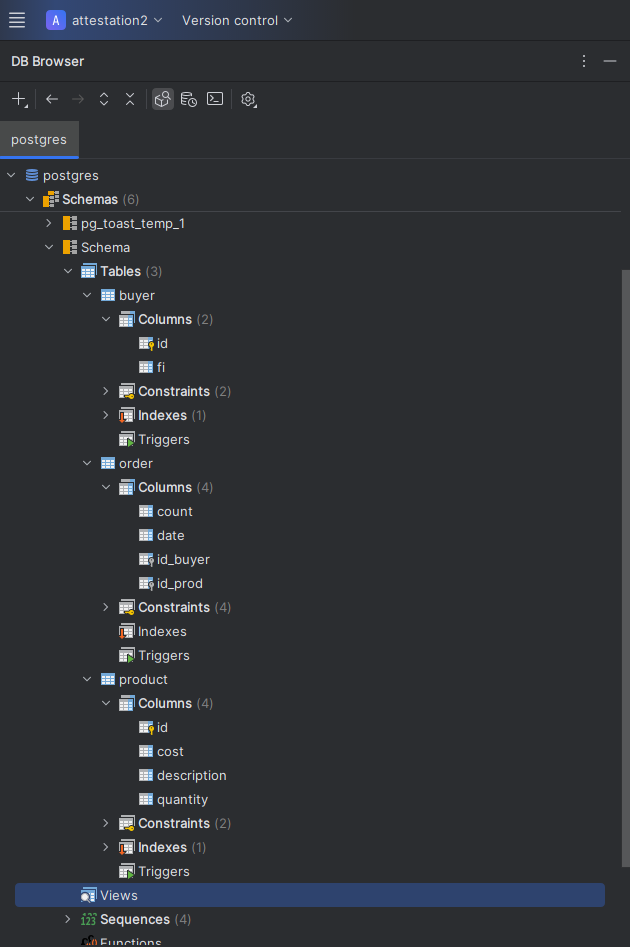 A attestation2 Version control
DB Browser
postgres
postgres
Schemas (6)
pg_toast_temp_1
Schema
Tables (3)
buyer
Columns (2)
id
fi
Constraints (2)
Indexes (1)
Triggers
order
Columns (4)
count
date
id_buyer
id_prod
Constraints (4)
Indexes
Triggers
product
Columns (4)
id
cost
description
quantity
Constraints (2)
Indexes (1)
Triggers
Views
123 Sequences (4)
Functions